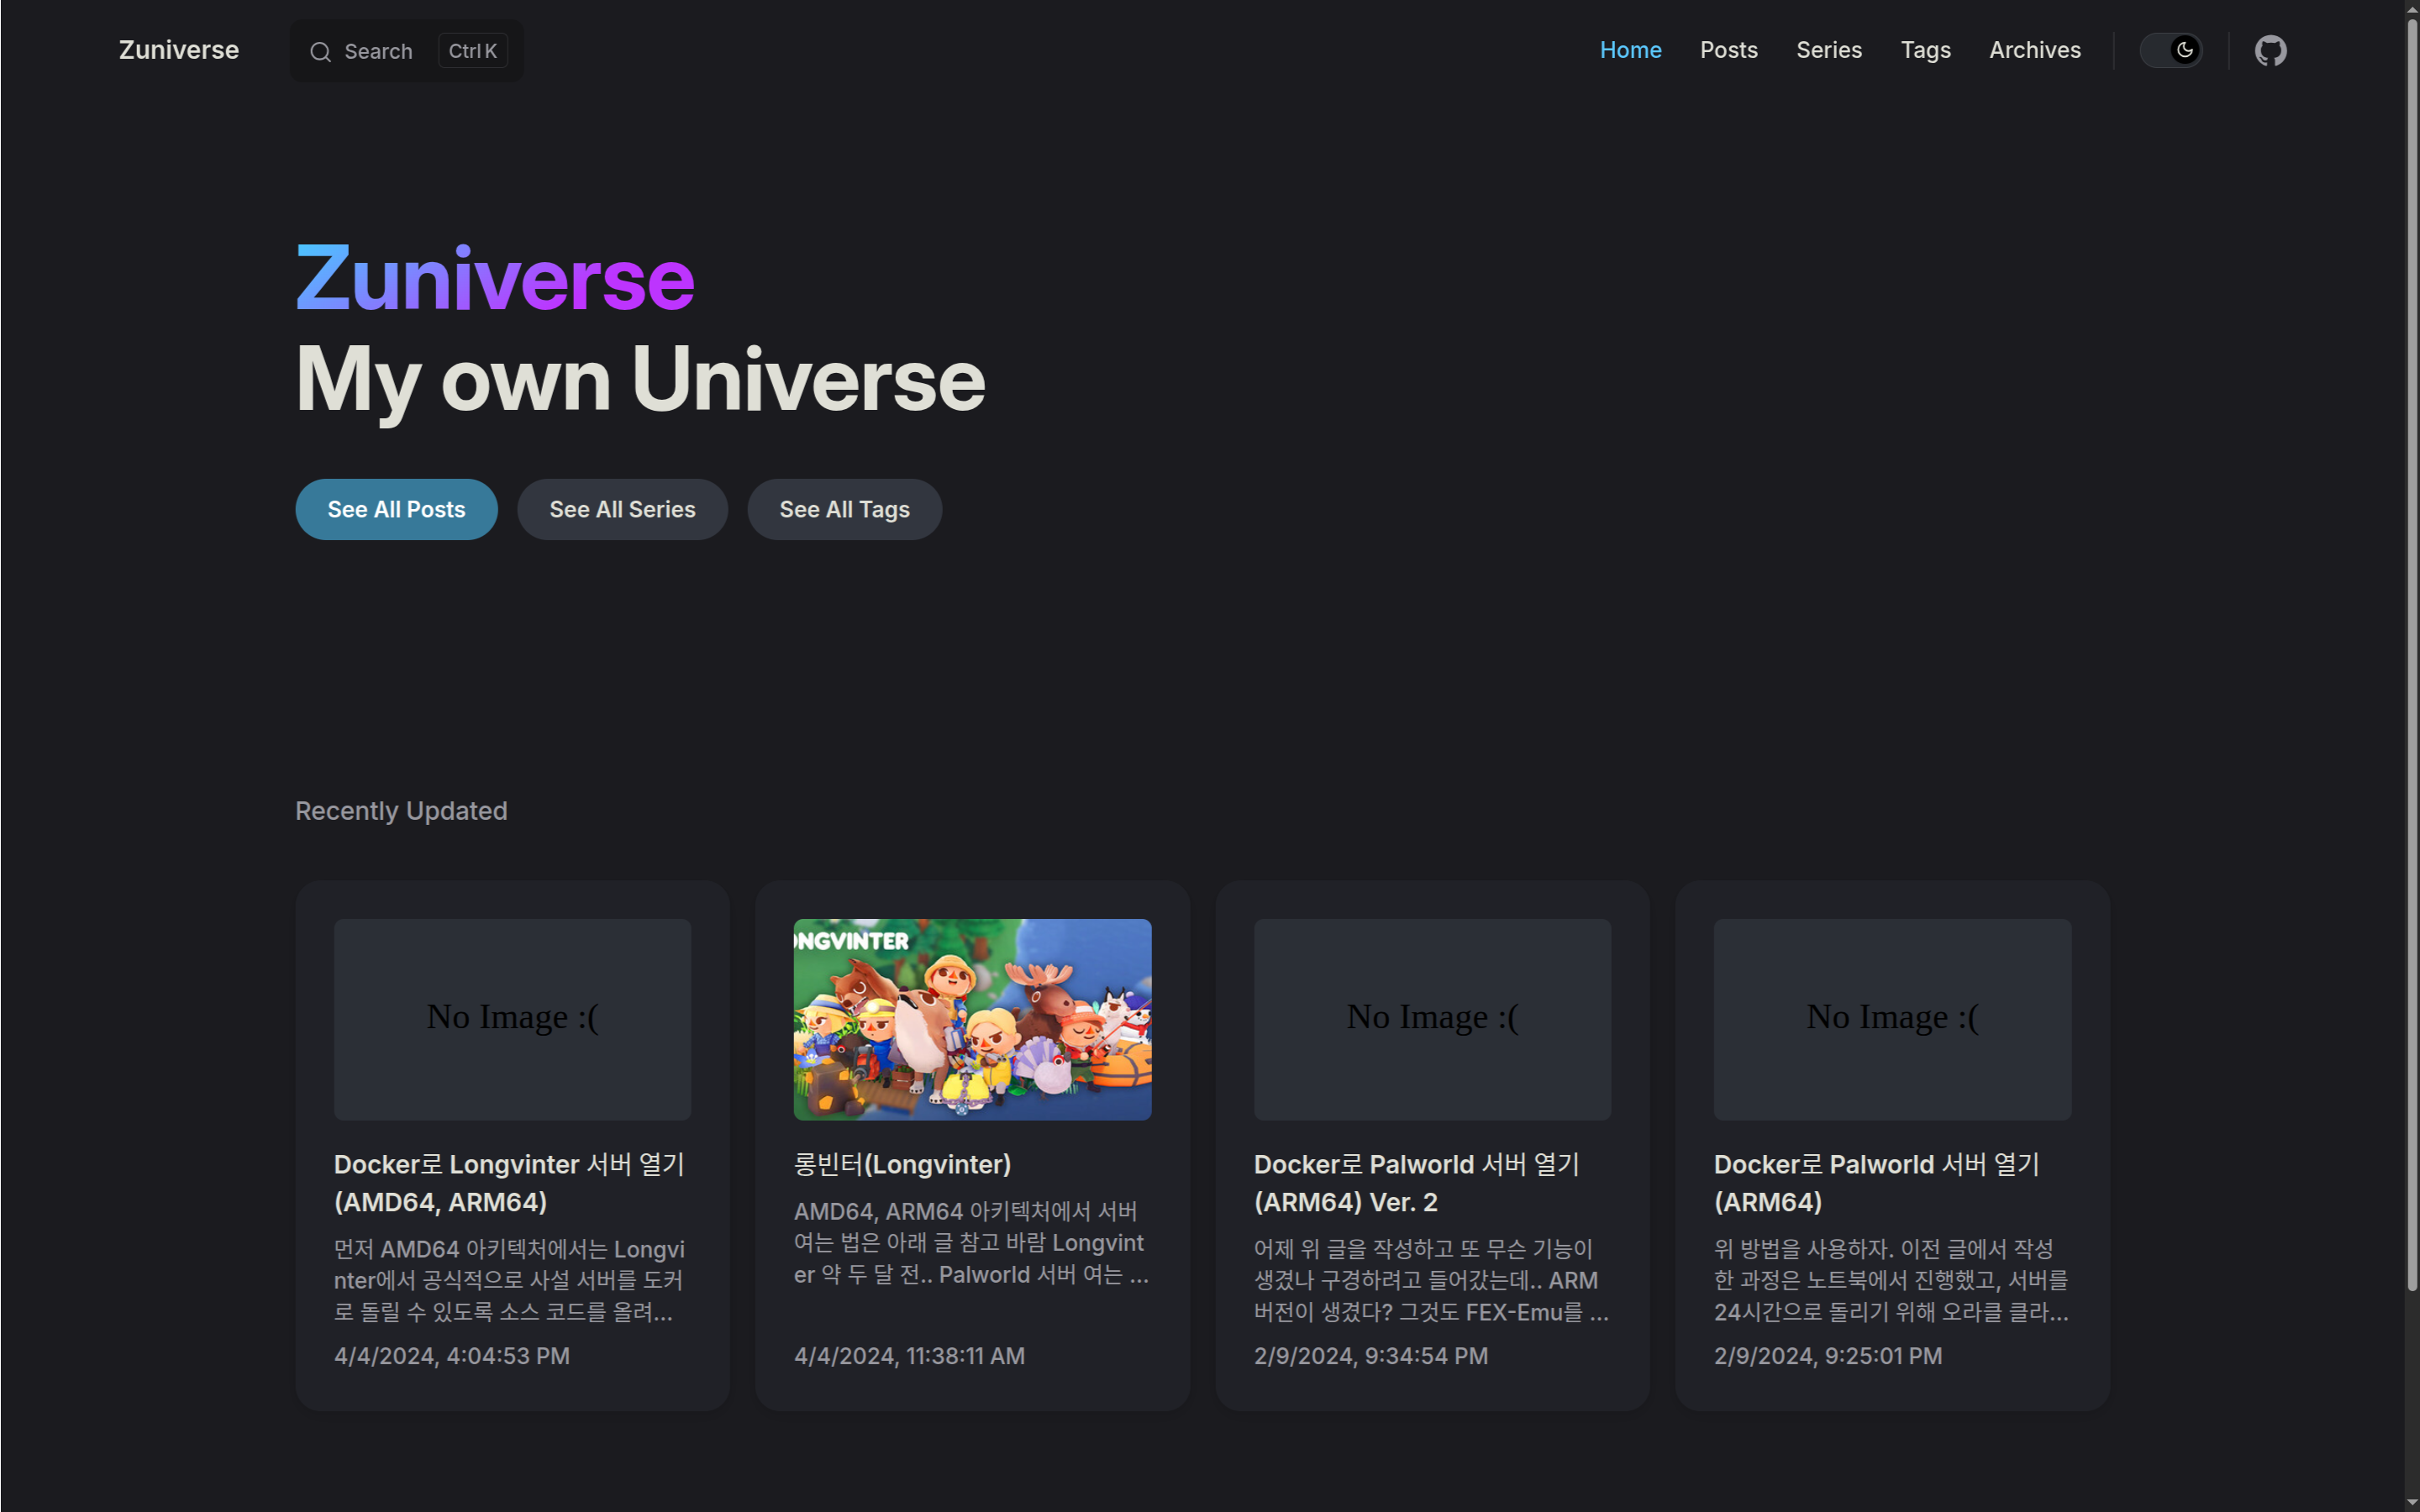 Zuniverse
Search
Ctrl K
Home
Posts
Series
Tags
Archives
Zuniverse
My own Universe
See All Posts
See All Series
See All Tags
Recently Updated
No Image :(
Docker로 Longvinter 서버 열기
(AMD64, ARM64)
먼저 AMD64 아키텍처에서는 Longvi
nter에서 공식적으로 사설 서버를 도커
로 돌릴 수 있도록 소스 코드를 올려...
4/4/2024, 4:04:53 PM
ONGVINTER
롱빈터(Longvinter)
AMD64, ARM64 아키텍처에서 서버
여는 법은 아래 글 참고 바람 Longvint
er 약 두 달 전.. Palworld 서버 여는 ...
4/4/2024, 11:38:11 AM
No Image :(
Docker로 Palworld 서버 열기
(ARM64) Ver. 2
어제 위 글을 작성하고 또 무슨 기능이
생겼나 구경하려고 들어갔는데.. ARM
버전이 생겼다? 그것도 FEX-Emu를 ...
2/9/2024, 9:34:54 PM
No Image :(
Docker로 Palworld 서버 열기
(ARM64)
위 방법을 사용하자. 이전 글에서 작성
한 과정은 노트북에서 진행했고, 서버를
24시간으로 돌리기 위해 오라클 클라...
2/9/2024, 9:25:01 PM